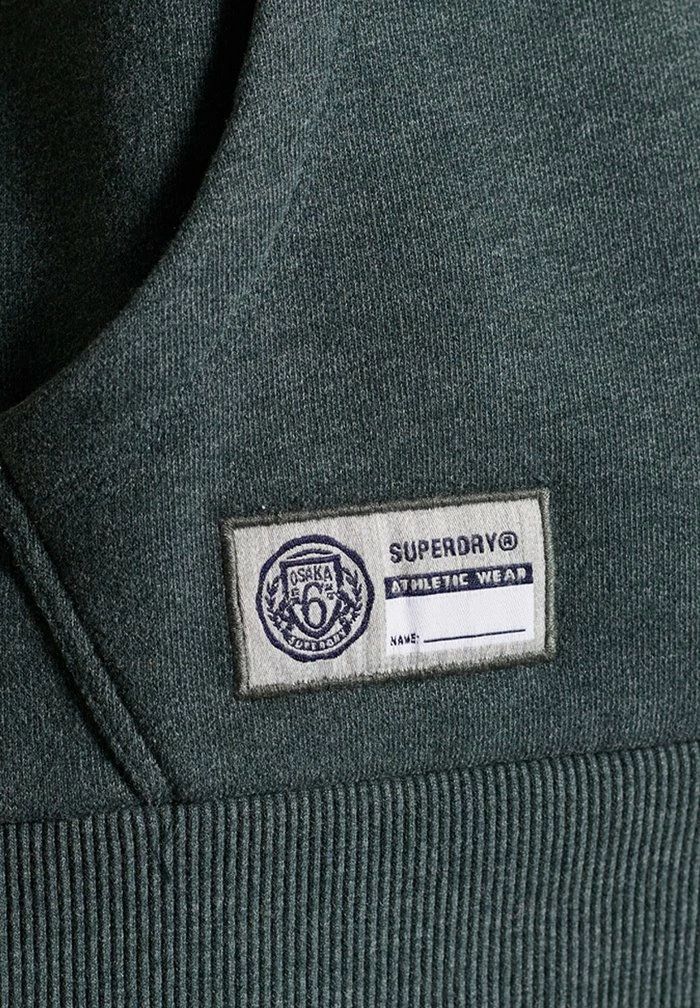 OSAKA
6
SUPERDRY
SUPERDRY®
ATHLETIC WEAR
NAME: